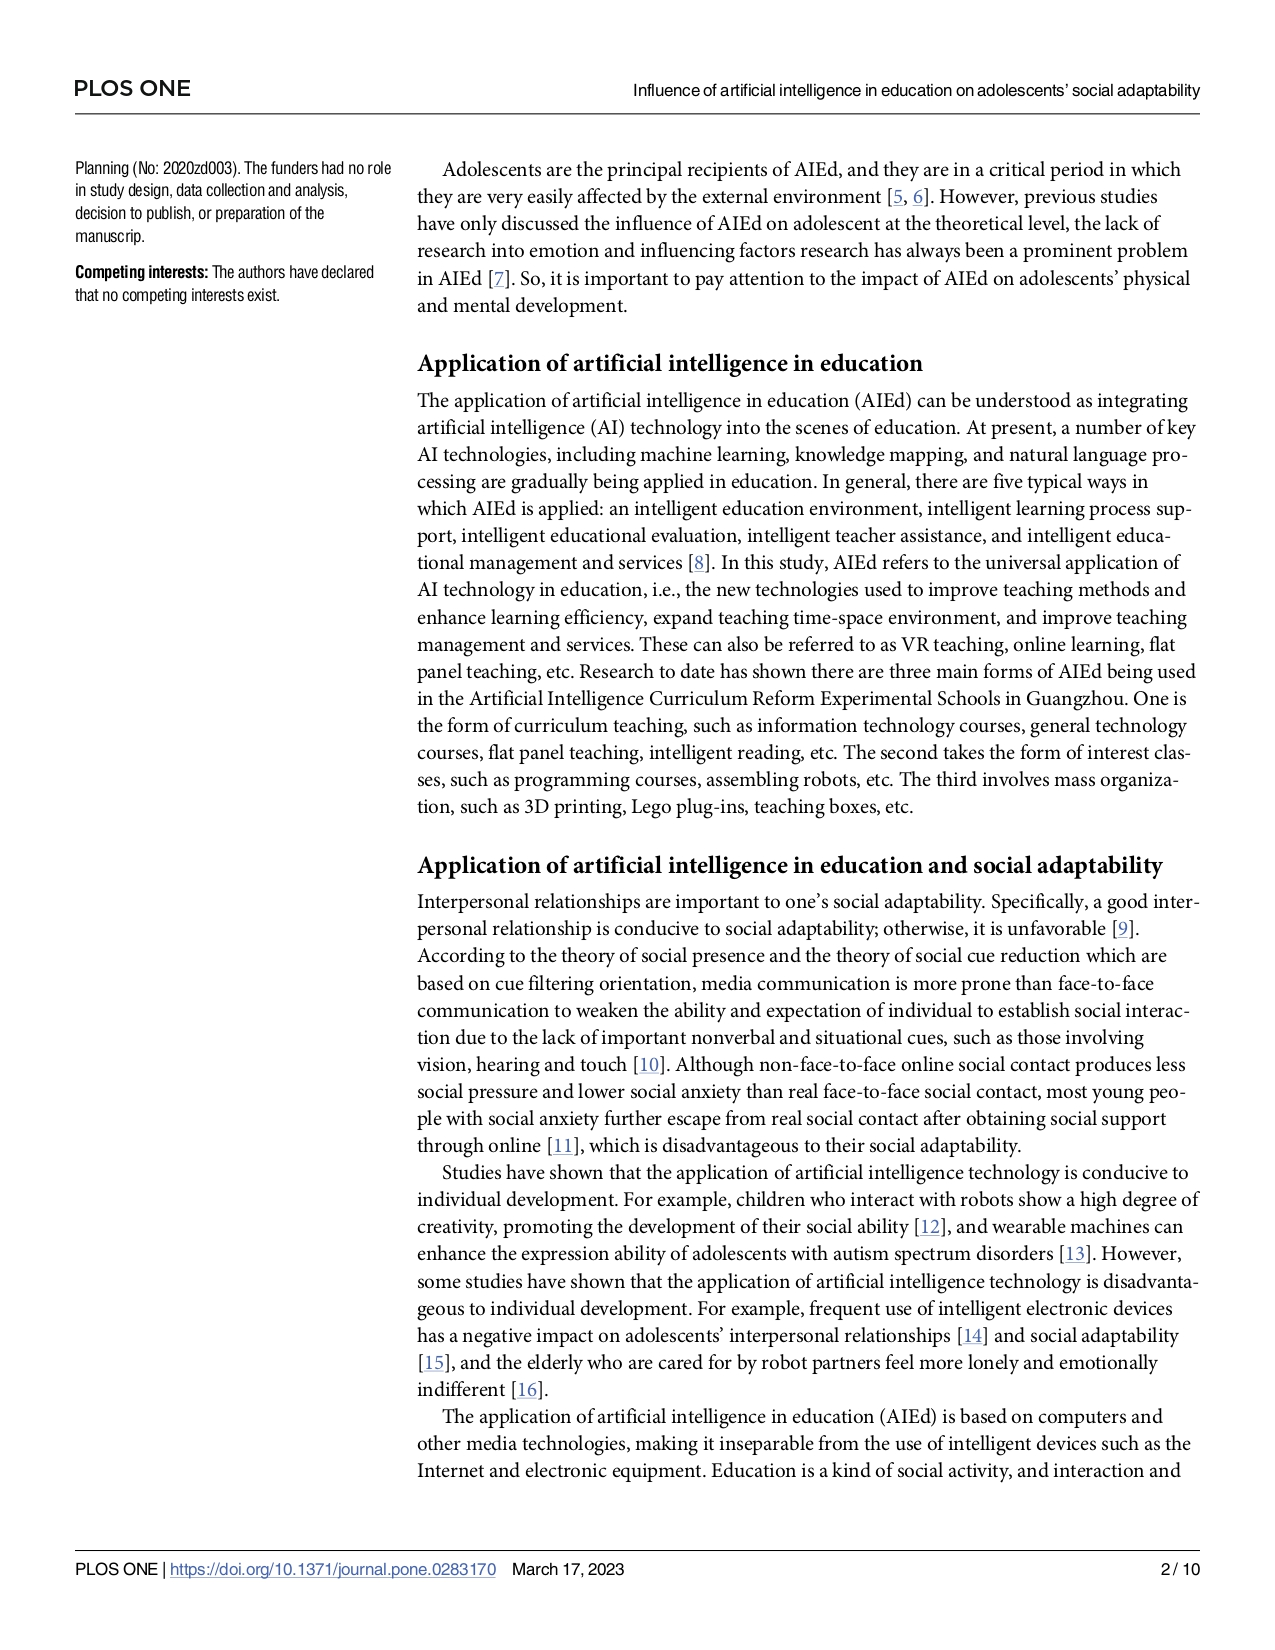 PLOS ONE
Influence of artificial intelligence in education on adolescents' social adaptability
Planning (No: 2020zd003). The funders had no role
in study design, data collection and analysis,
decision to publish, or preparation of the
manuscrip.
Competing interests: The authors have declared
that no competing interests exist.
Adolescents are the principal recipients of AIEd, and they are in a critical period in which
they are very easily affected by the external environment [5, 6]. However, previous studies
have only discussed the influence of AIEd on adolescent at the theoretical level, the lack of
research into emotion and influencing factors research has always been a prominent problem
in AIEd [7]. So, it is important to pay attention to the impact of AIEd on adolescents' physical
and mental development.
Application of artificial intelligence in education
The application of artificial intelligence in education (AIEd) can be understood as integrating
artificial intelligence (AI) technology into the scenes of education. At present, a number of key
AI technologies, including machine learning, knowledge mapping, and natural language pro-
cessing are gradually being applied in education. In general, there are five typical ways in
which AIEd is applied: an intelligent education environment, intelligent learning process sup-
port, intelligent educational evaluation, intelligent teacher assistance, and intelligent educa-
tional management and services [8]. In this study, AIEd refers to the universal application of
AI technology in education, i.e., the new technologies used to improve teaching methods and
enhance learning efficiency, expand teaching time-space environment, and improve teaching
management and services. These can also be referred to as VR teaching, online learning, flat
panel teaching, etc. Research to date has shown there are three main forms of AIEd being used
in the Artificial Intelligence Curriculum Reform Experimental Schools in Guangzhou. One is
the form of curriculum teaching, such as information technology courses, general technology
courses, flat panel teaching, intelligent reading, etc. The second takes the form of interest clas-
ses, such as programming courses, assembling robots, etc. The third involves mass organiza-
tion, such as 3D printing, Lego plug-ins, teaching boxes, etc.
Application of artificial intelligence in education and social adaptability
Interpersonal relationships are important to one's social adaptability. Specifically, a good inter-
personal relationship is conducive to social adaptability; otherwise, it is unfavorable [9].
According to the theory of social presence and the theory of social cue reduction which are
based on cue filtering orientation, media communication is more prone than face-to-face
communication to weaken the ability and expectation of individual to establish social interac-
tion due to the lack of important nonverbal and situational cues, such as those involving
vision, hearing and touch [10]. Although non-face-to-face online social contact produces less
social pressure and lower social anxiety than real face-to-face social contact, most young peo-
ple with social anxiety further escape from real social contact after obtaining social support
through online [11], which is disadvantageous to their social adaptability.
Studies have shown that the application of artificial intelligence technology is conducive to
individual development. For example, children who interact with robots show a high degree of
creativity, promoting the development of their social ability [12], and wearable machines can
enhance the expression ability of adolescents with autism spectrum disorders [13]. However,
some studies have shown that the application of artificial intelligence technology is disadvanta-
geous to individual development. For example, frequent use of intelligent electronic devices
has a negative impact on adolescents' interpersonal relationships [14] and social adaptability
[15], and the elderly who are cared for by robot partners feel more lonely and emotionally
indifferent [16].
The application of artificial intelligence in education (AIEd) is based on computers and
other media technologies, making it inseparable from the use of intelligent devices such as the
Internet and electronic equipment. Education is a kind of social activity, and interaction and
PLOS ONE | https://doi.org/10.1371/journal.pone.0283170 March 17, 2023
2 / 10